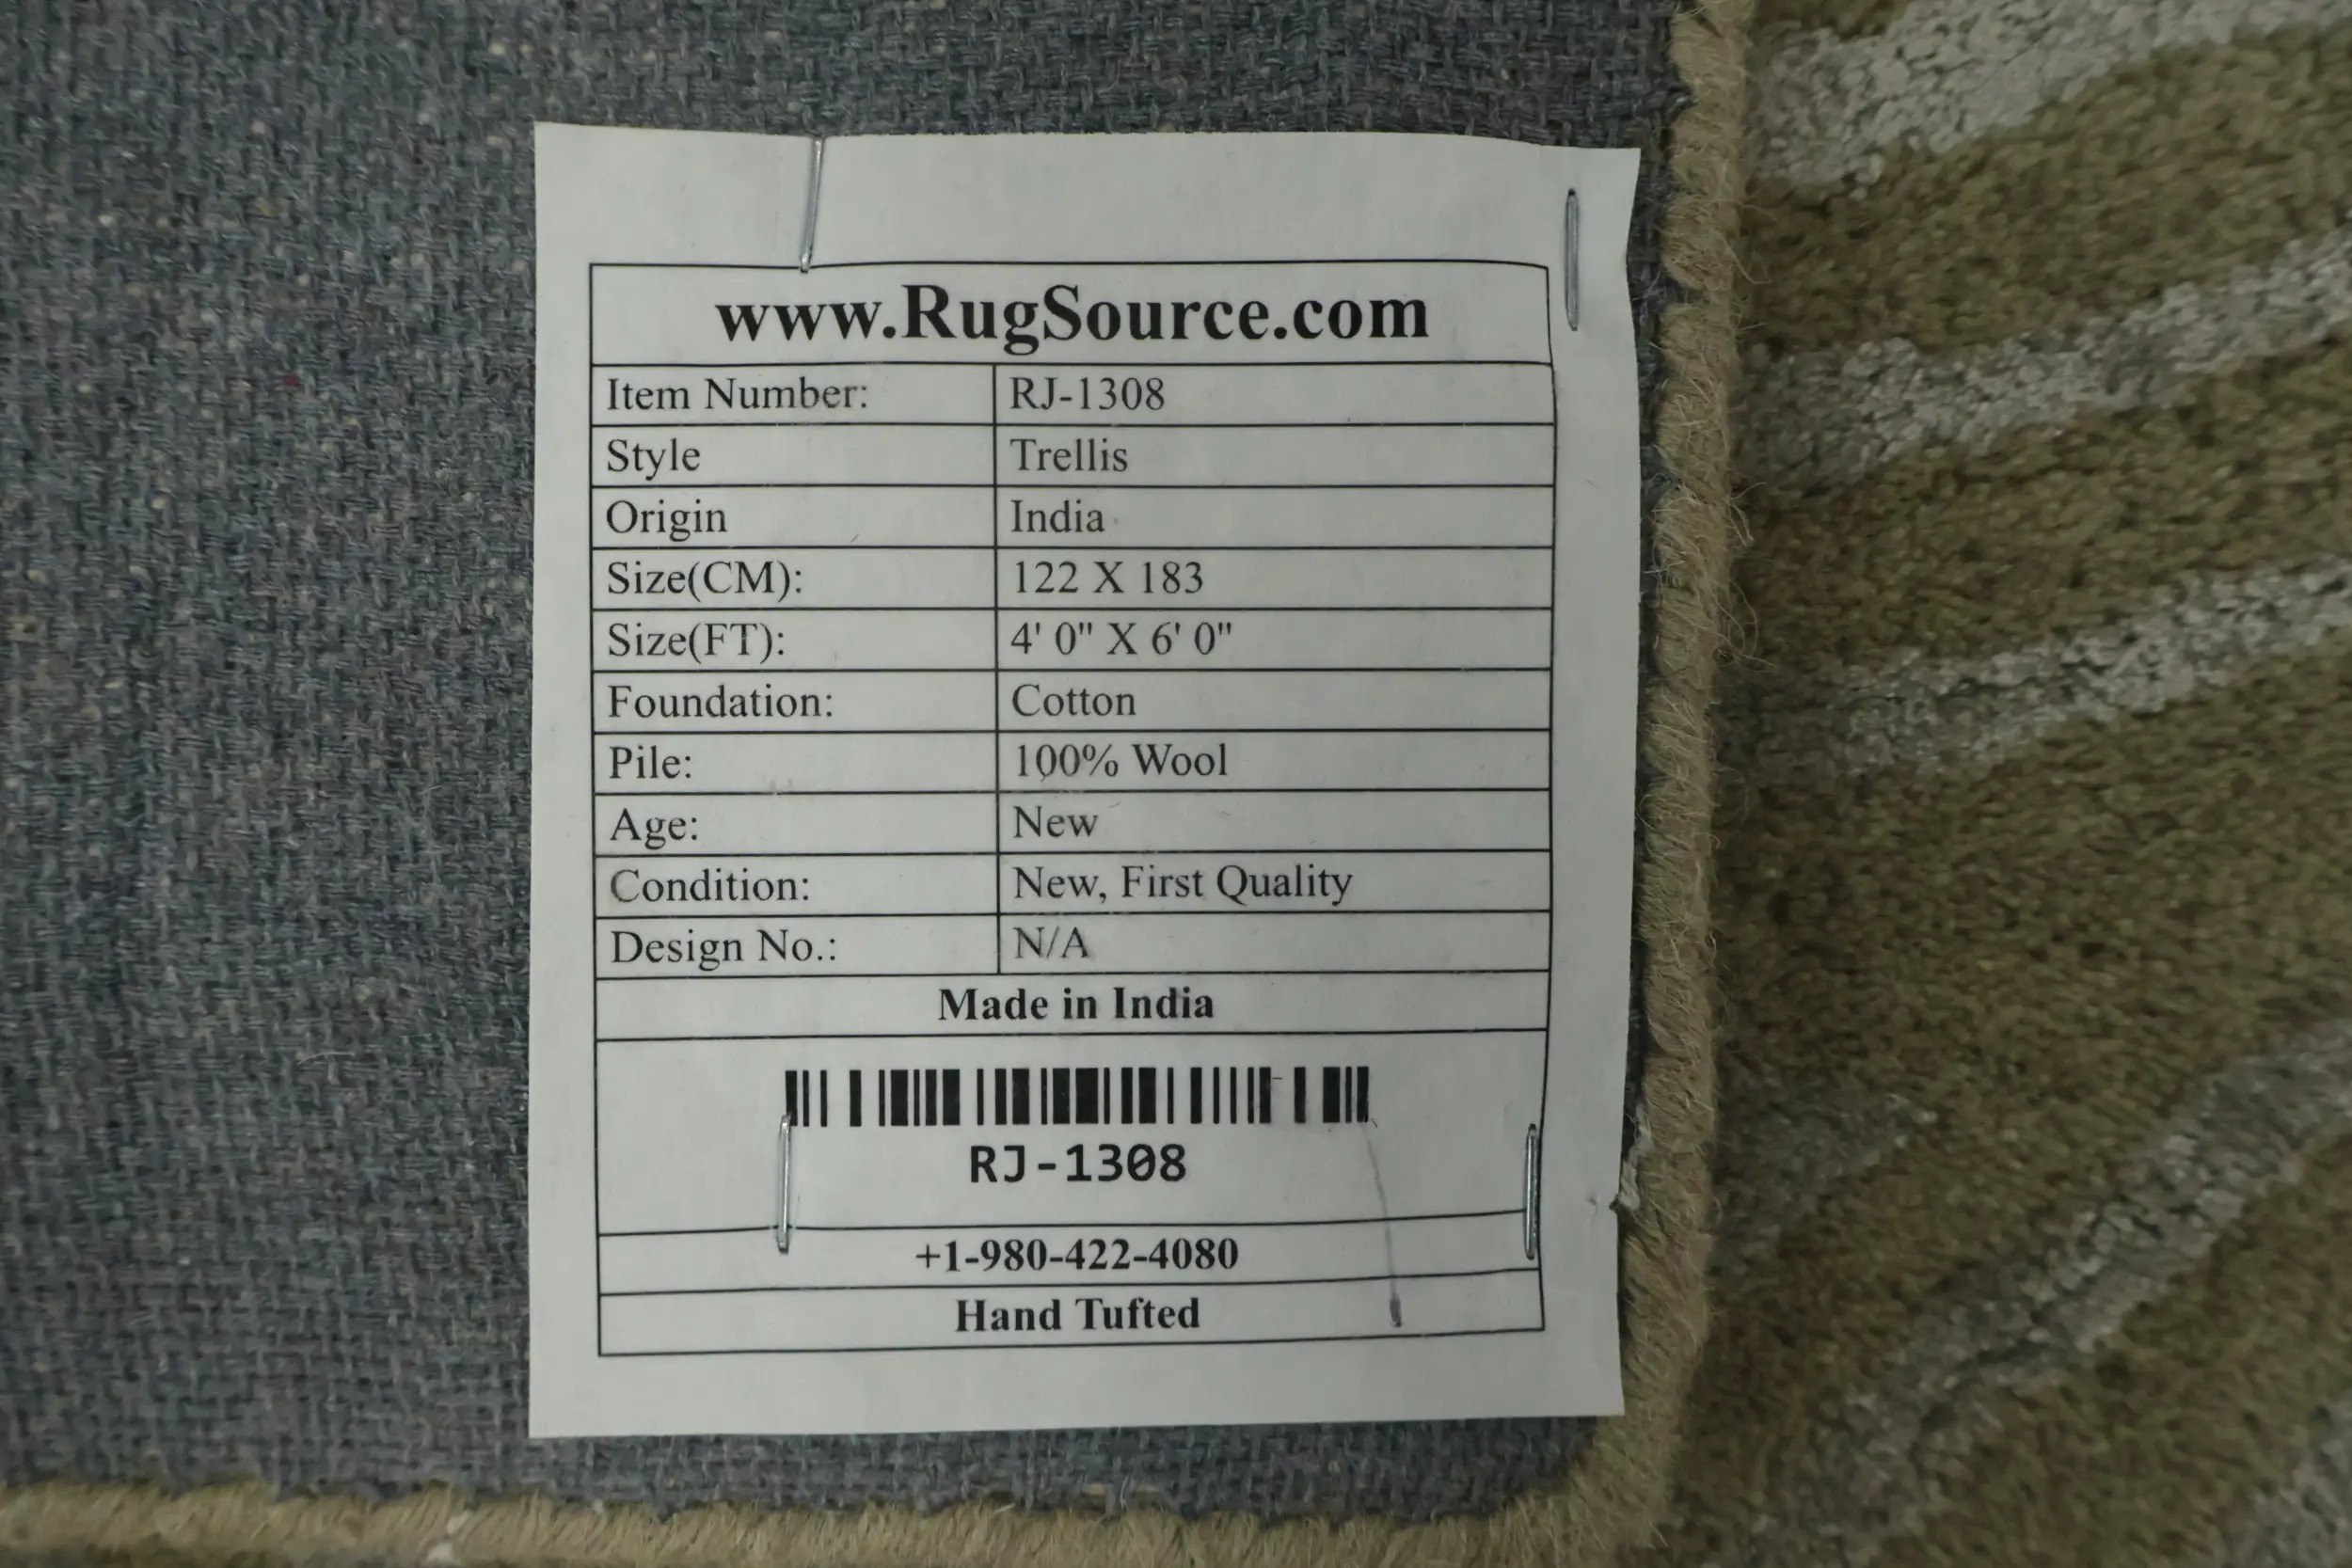 www.RugSource.com
Item Number: RJ-1308
Style Trellis
Origin India
Size(CM): 122 X 183
Size(FT): 4' 0" X 6' 0"
Foundation: Cotton
Pile: 100% Wool
Age: New
Condition: New, First Quality
Design No.: N/A
Made in India
RJ-1308
+1-980-422-4080
Hand Tufted